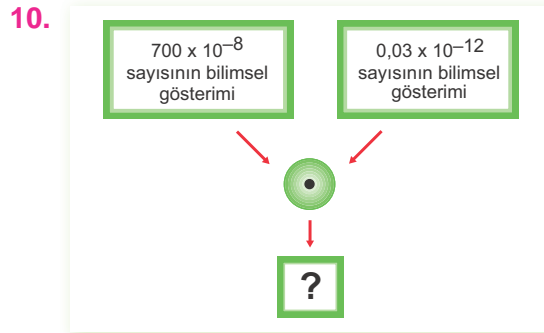 10.
700 x 10⁻⁸
sayısının bilimsel
gösterimi
0,03 x 10⁻¹²
sayısının bilimsel
gösterimi
?